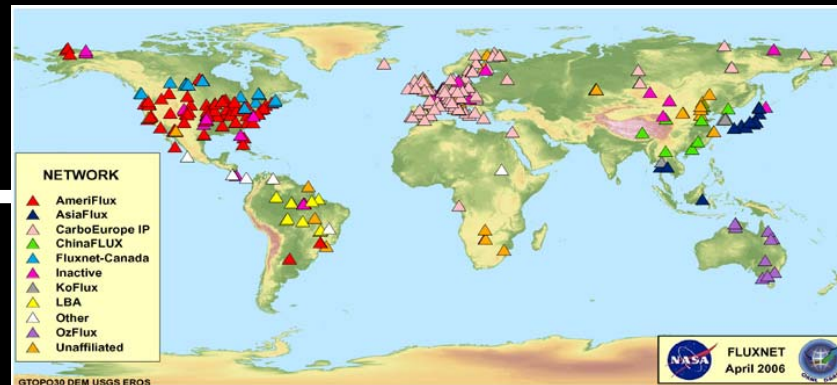 NETWORK
AmeriFlux
AsiaFlux
CarboEurope IP
ChinaFLUX
Fluxnet-Canada
Inactive
KoFlux
LBA
Other
OzFlux
Unaffiliated
GTOPO30 DEM USGS EROS
NASA
FLUXNET
April 2006